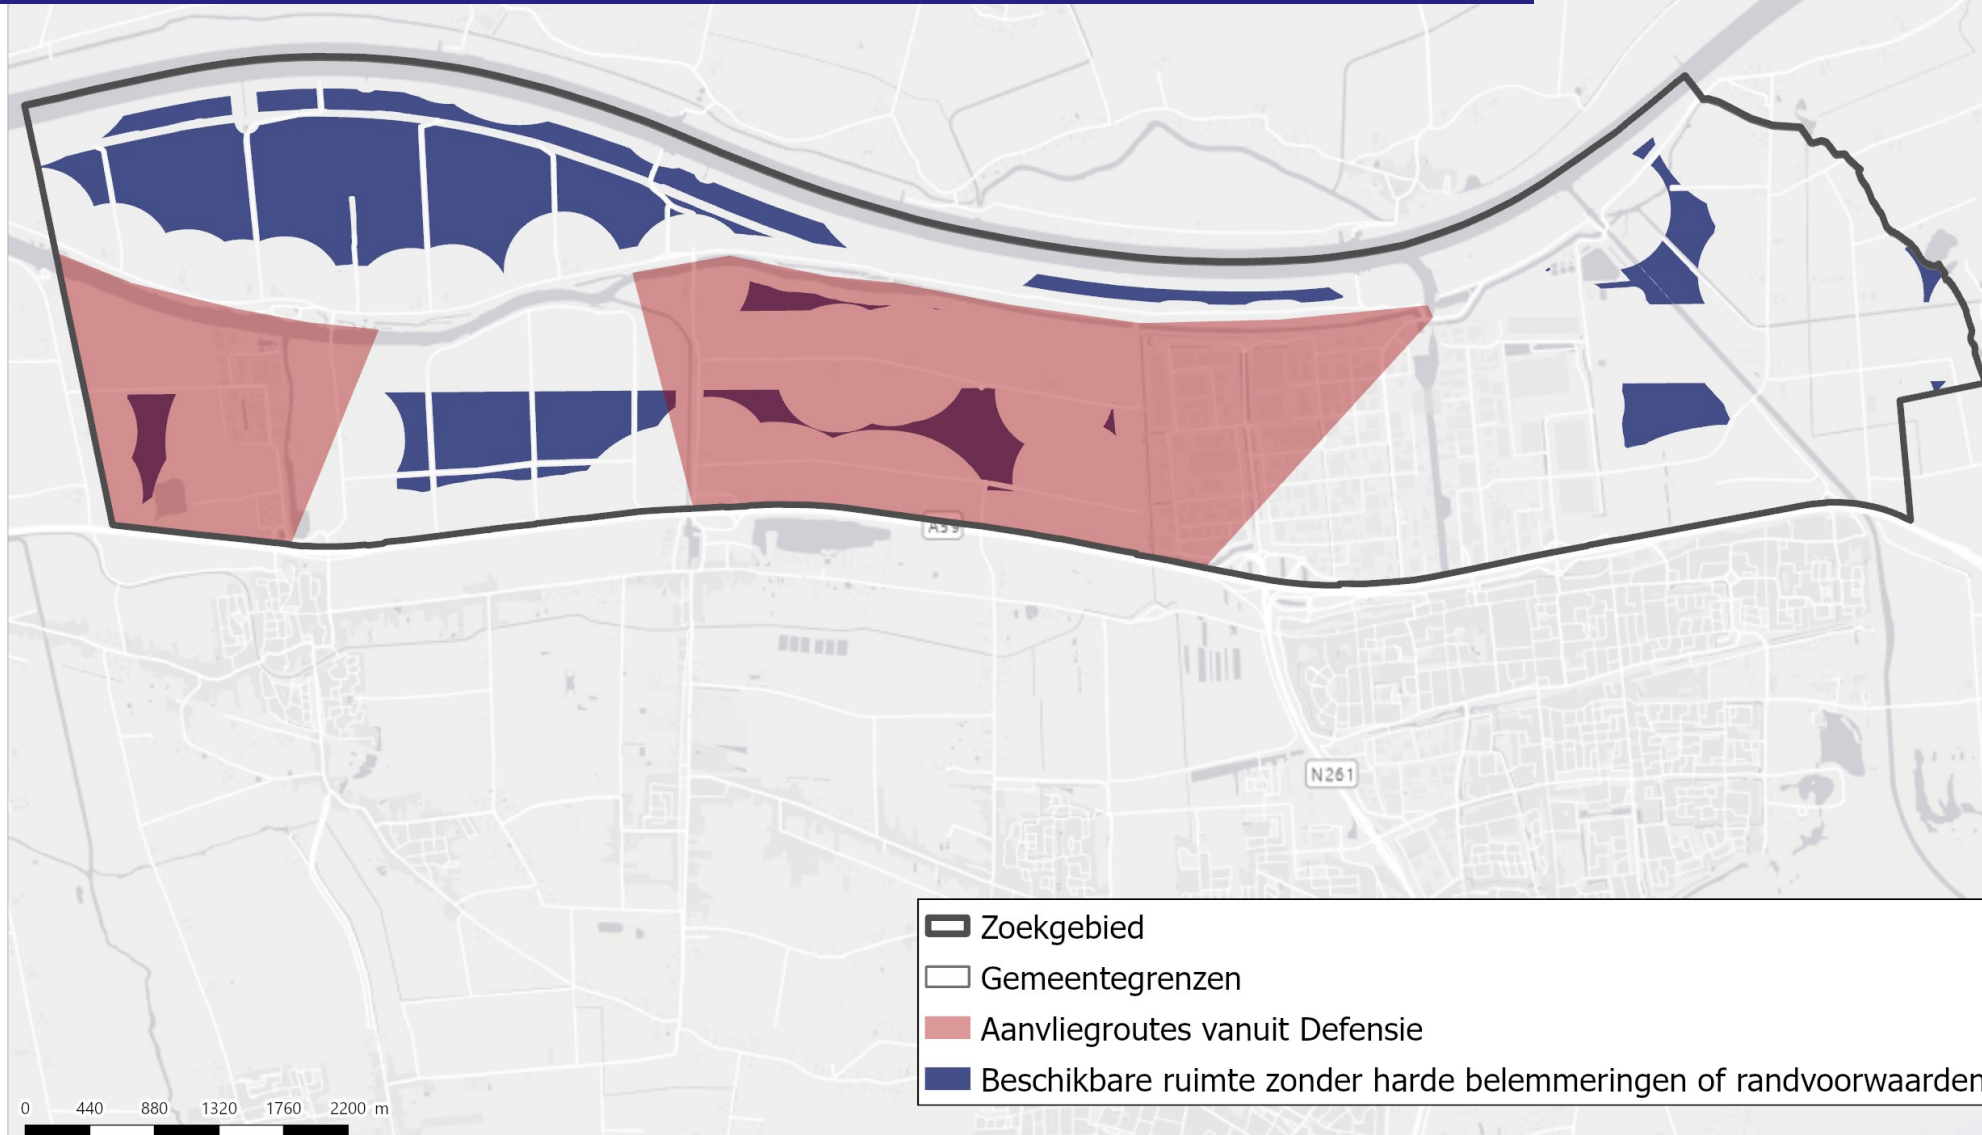 A59
N261
Zoekgebied
Gemeentegrenzen
Aanvliegroutes vanuit Defensie
Beschikbare ruimte zonder harde belemmeringen of randvoorwaarden
0 440 880 1320 1760 2200 m